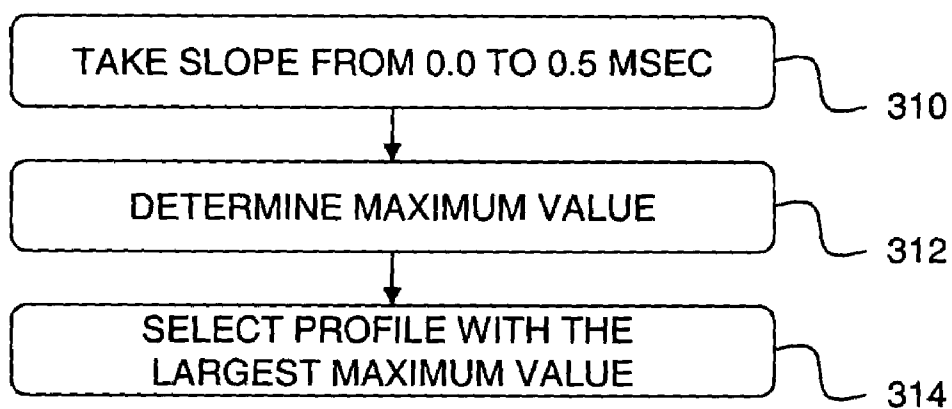 TAKE SLOPE FROM 0.0 TO 0.5 MSEC
310
DETERMINE MAXIMUM VALUE
312
SELECT PROFILE WITH THE
LARGEST MAXIMUM VALUE
314